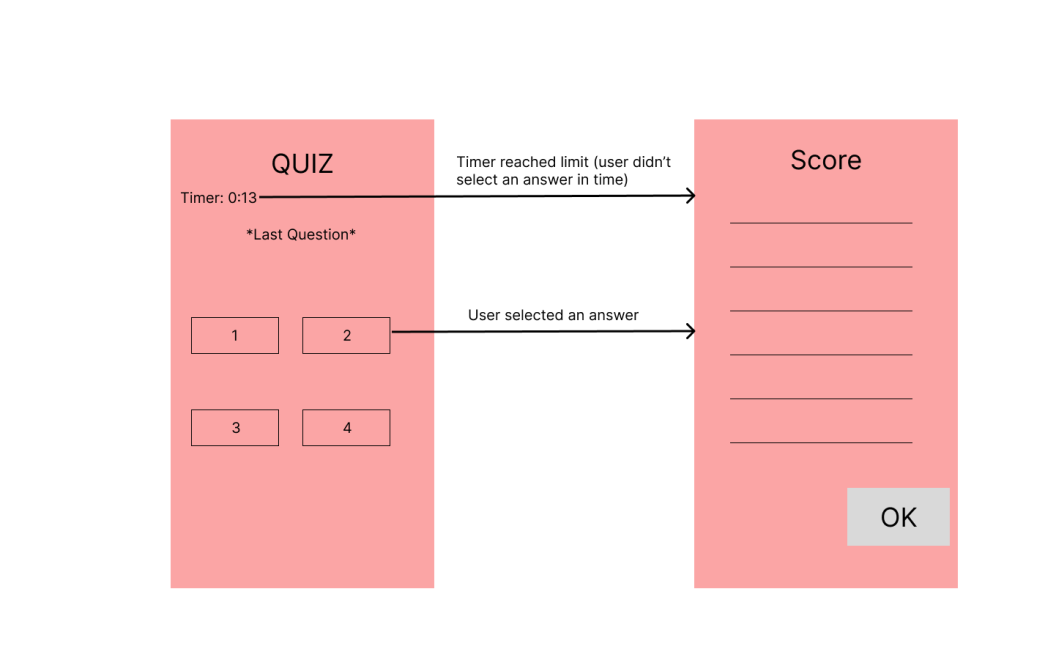 QUIZ
Timer: 0:13
*Last Question*
1
2
3
4
Timer reached limit (user didn’t
select an answer in time)
User selected an answer
Score
OK